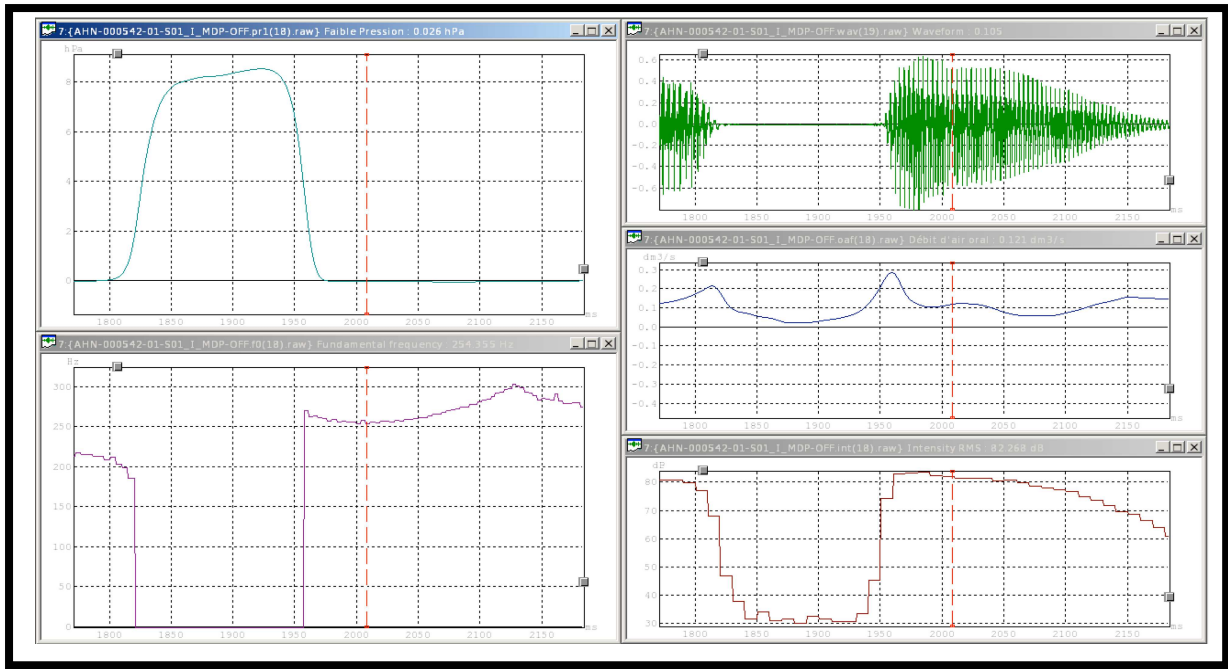 7:{AHN-000542-01-S01_I_MDP-OFF.pr1(18).raw} Faible Pression : 0.026 hPa
hPa
8
6
4
2
0
1800 1850 1900 1950 2000 2050 2100 2150 ms
7:{AHN-000542-01-S01_I_MDP-OFF.f0(18).raw} Fundamental frequency : 254.355 Hz
Hz
300
250
200
150
100
50
0
1800 1850 1900 1950 2000 2050 2100 2150 ms
7:{AHN-000542-01-S01_I_MDP-OFF.wav(19).raw} Waveform : 0.105
0.6
0.4
0.2
0.0
-0.2
-0.4
-0.6
1800 1850 1900 1950 2000 2050 2100 2150 ms
7:{AHN-000542-01-S01_I_MDP-OFF.oaf(18).raw} Débit d'air oral : 0.121 dm3/s
dm3/s
0.3
0.2
0.1
0.0
-0.1
-0.2
-0.3
-0.4
1800 1850 1900 1950 2000 2050 2100 2150 ms
7:{AHN-000542-01-S01_I_MDP-OFF.int(18).raw} Intensity RMS : 82.268 dB
dB
80
70
60
50
40
30
1800 1850 1900 1950 2000 2050 2100 2150 ms